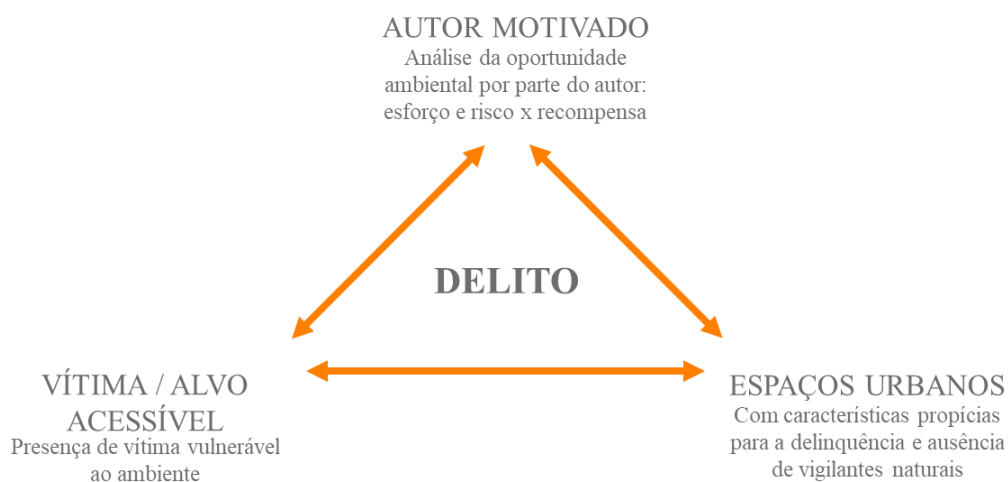 AUTOR MOTIVADO
Análise da oportunidade
ambiental por parte do autor:
esforço e risco x recompensa
DELITO
VÍTIMA / ALVO
ACESSÍVEL
Presença de vítima vulnerável
ao ambiente
ESPAÇOS URBANOS
Com características propícias
para a delinquência e ausência
de vigilantes naturais